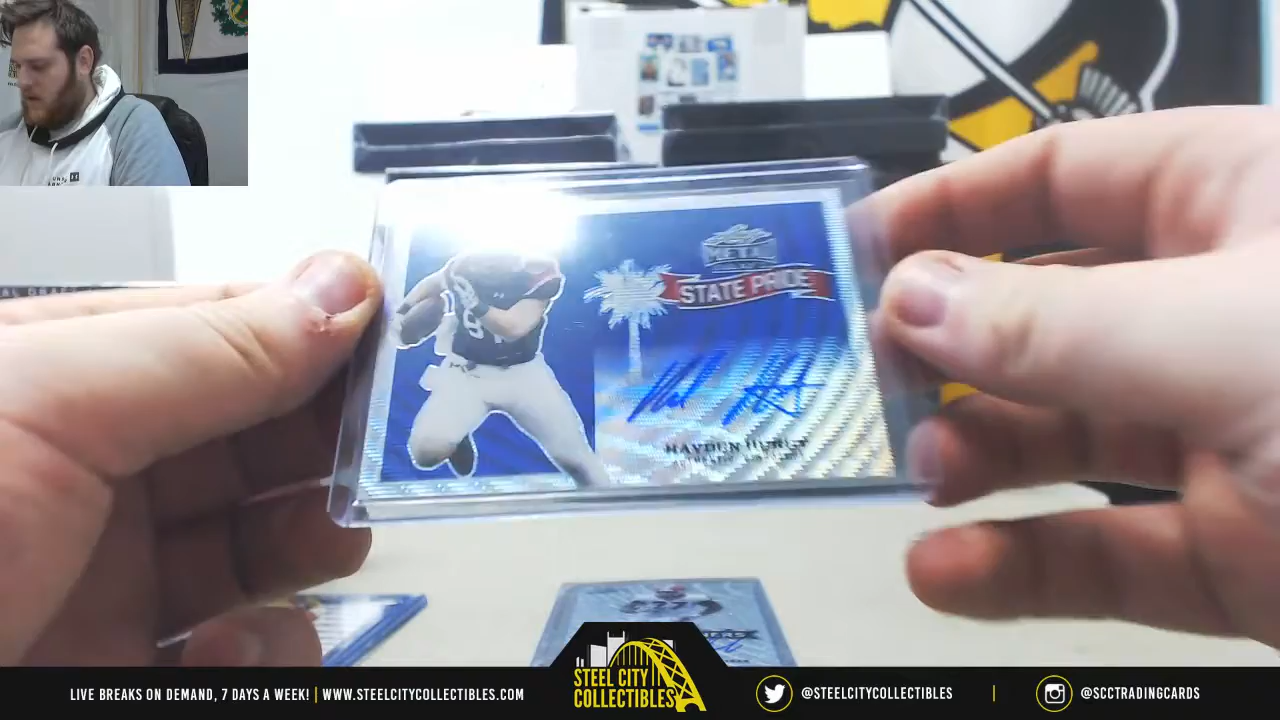 METAL
STATE PRIDE
HAYDEN HURST
LIVE BREAKS ON DEMAND, 7 DAYS A WEEK! | WWW.STEELCITYCOLLECTIBLES.COM
STEEL CITY
COLLECTIBLES
@STEELCITYCOLLECTIBLES
@SCCTRADINGCARDS